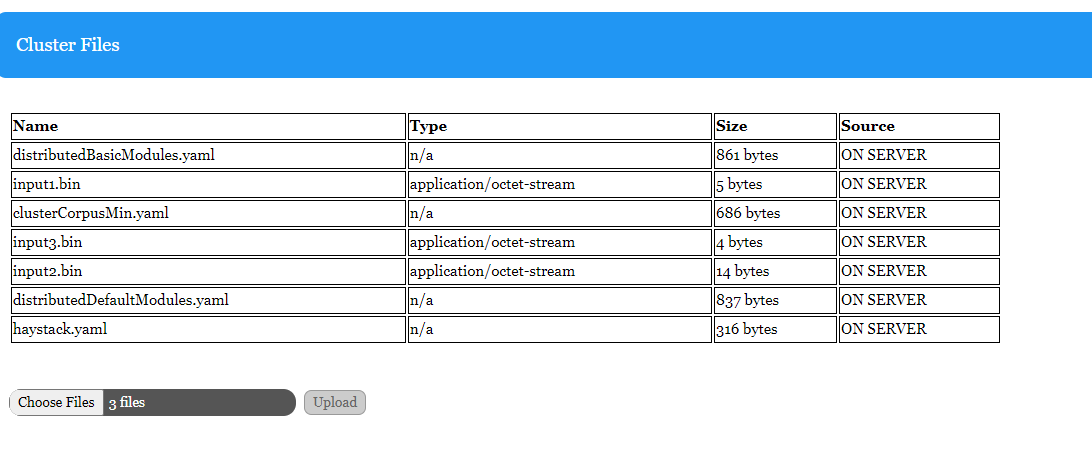 Cluster Files
Name Type Size Source
distributedBasicModules.yaml n/a 861 bytes ON SERVER
input1.bin application/octet-stream 5 bytes ON SERVER
clusterCorpusMin.yaml n/a 686 bytes ON SERVER
input3.bin application/octet-stream 4 bytes ON SERVER
input2.bin application/octet-stream 14 bytes ON SERVER
distributedDefaultModules.yaml n/a 837 bytes ON SERVER
haystack.yaml n/a 316 bytes ON SERVER
Choose Files 3 files Upload